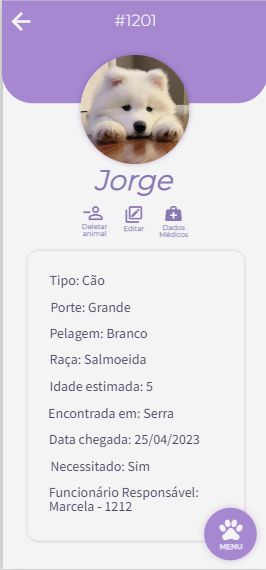 #1201
Jorge
Deletar
animal
Editar
Dados
Médicos
Tipo: Cão
Porte: Grande
Pelagem: Branco
Raça: Salmoeida
Idade estimada: 5
Encontrada em: Serra
Data chegada: 25/04/2023
Necessitado: Sim
Funcionário Responsável:
Marcela - 1212
MENU